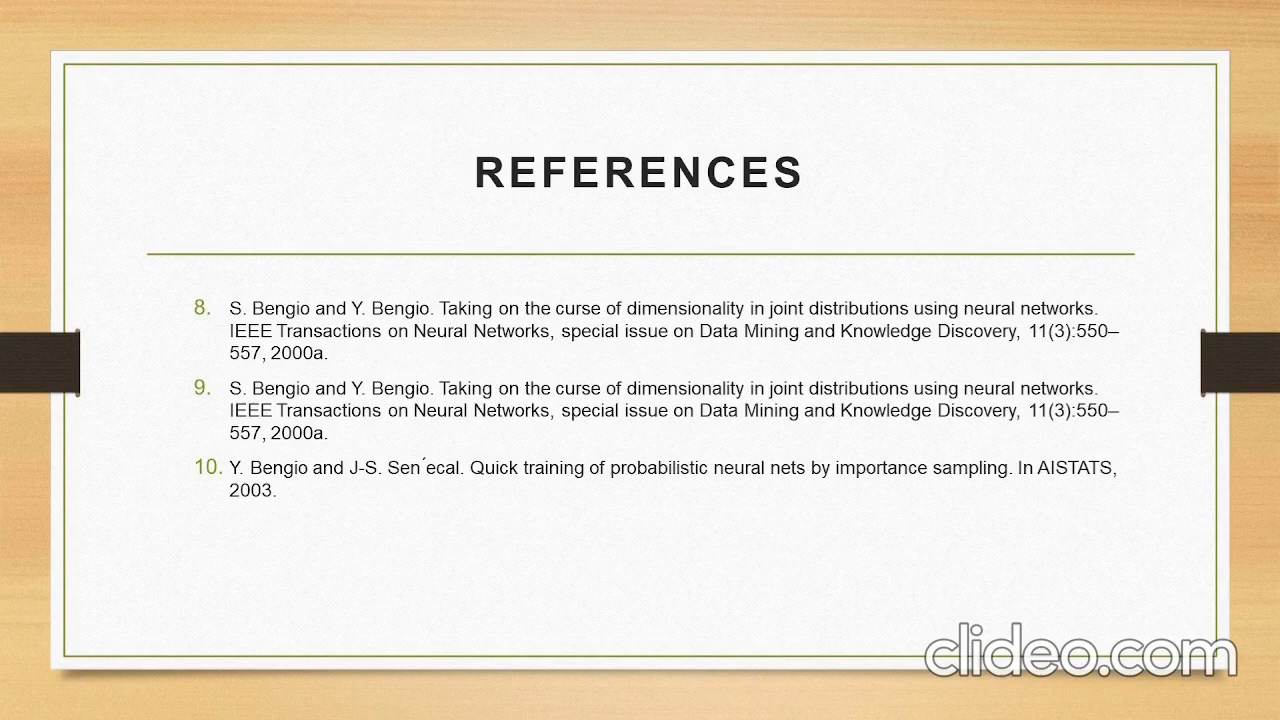 REFERENCES
8. S. Bengio and Y. Bengio. Taking on the curse of dimensionality in joint distributions using neural networks.
IEEE Transactions on Neural Networks, special issue on Data Mining and Knowledge Discovery, 11(3):550–
557, 2000a.
9. S. Bengio and Y. Bengio. Taking on the curse of dimensionality in joint distributions using neural networks.
IEEE Transactions on Neural Networks, special issue on Data Mining and Knowledge Discovery, 11(3):550–
557, 2000a.
10. Y. Bengio and J-S. Sen ́ecal. Quick training of probabilistic neural nets by importance sampling. In AISTATS,
2003.
clideo.com